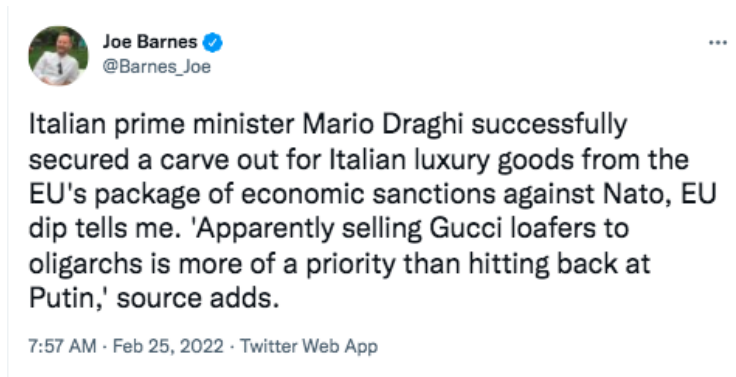 Joe Barnes
@Barnes_Joe
Italian prime minister Mario Draghi successfully
secured a carve out for Italian luxury goods from the
EU's package of economic sanctions against Nato, EU
dip tells me. 'Apparently selling Gucci loafers to
oligarchs is more of a priority than hitting back at
Putin,' source adds.
7:57 AM · Feb 25, 2022 · Twitter Web App